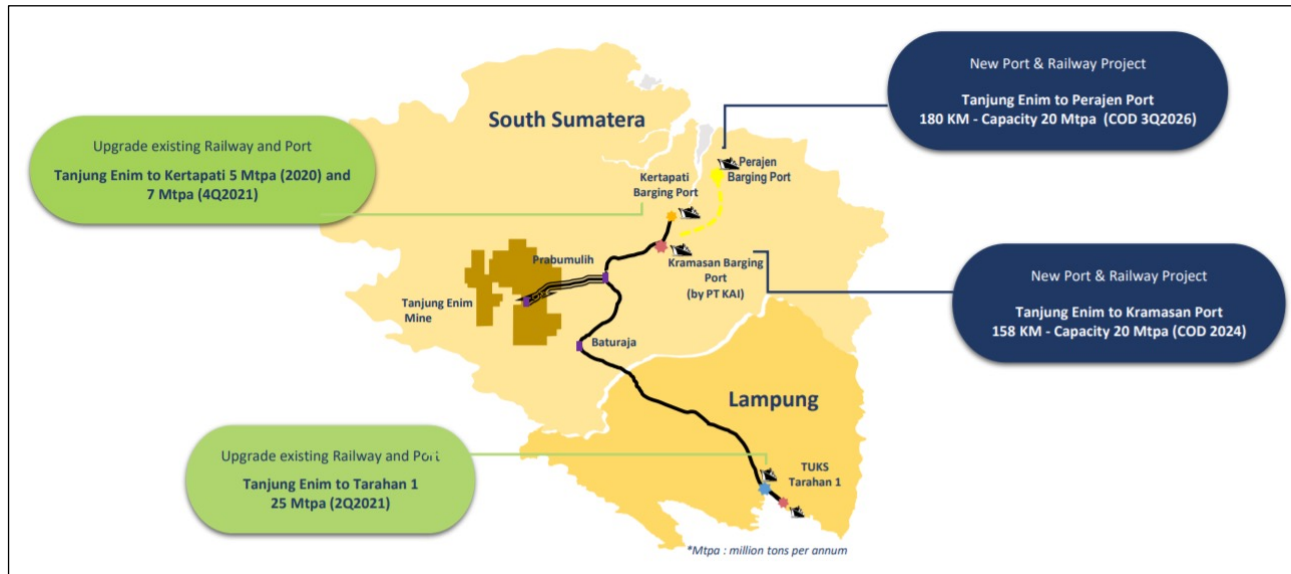 New Port & Railway Project
Tanjung Enim to Perajen Port
180 KM - Capacity 20 Mtpa (COD 3Q2026)
South Sumatera
Upgrade existing Railway and Port
Tanjung Enim to Kertapati 5 Mtpa (2020) and
7 Mtpa (4Q2021)
Perajen
Barging Port
Kertapati
Barging Port
Prabumulih
Kramasan Barging
Port
(by PT KAI)
New Port & Railway Project
Tanjung Enim to Kramasan Port
158 KM - Capacity 20 Mtpa (COD 2024)
Tanjung Enim
Mine
Baturaja
Lampung
Upgrade existing Railway and Port
Tanjung Enim to Tarahan 1
25 Mtpa (2Q2021)
TUKS
Tarahan 1
*Mtpa : million tons per annum